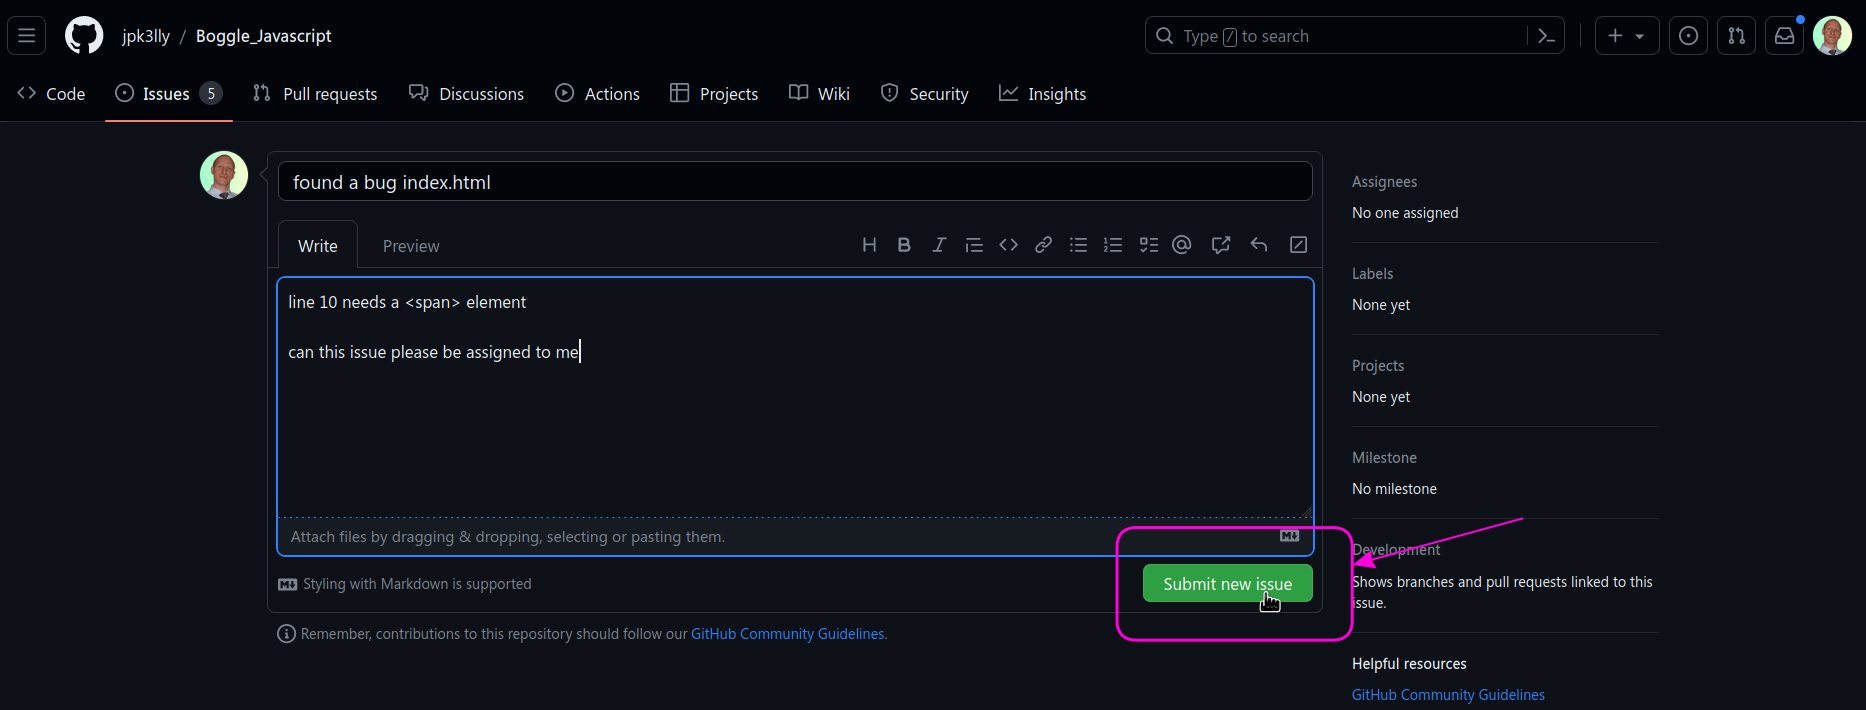 jpk3lly / Boggle_Javascript
Type / to search
Code
Issues 5
Pull requests
Discussions
Actions
Projects
Wiki
Security
Insights
found a bug index.html
Write
Preview
line 10 needs a <span> element
can this issue please be assigned to me
Attach files by dragging & dropping, selecting or pasting them.
Styling with Markdown is supported
Submit new issue
Remember, contributions to this repository should follow our GitHub Community Guidelines.
Assignees
No one assigned
Labels
None yet
Projects
None yet
Milestone
No milestone
Development
Shows branches and pull requests linked to this
issue.
Helpful resources
GitHub Community Guidelines